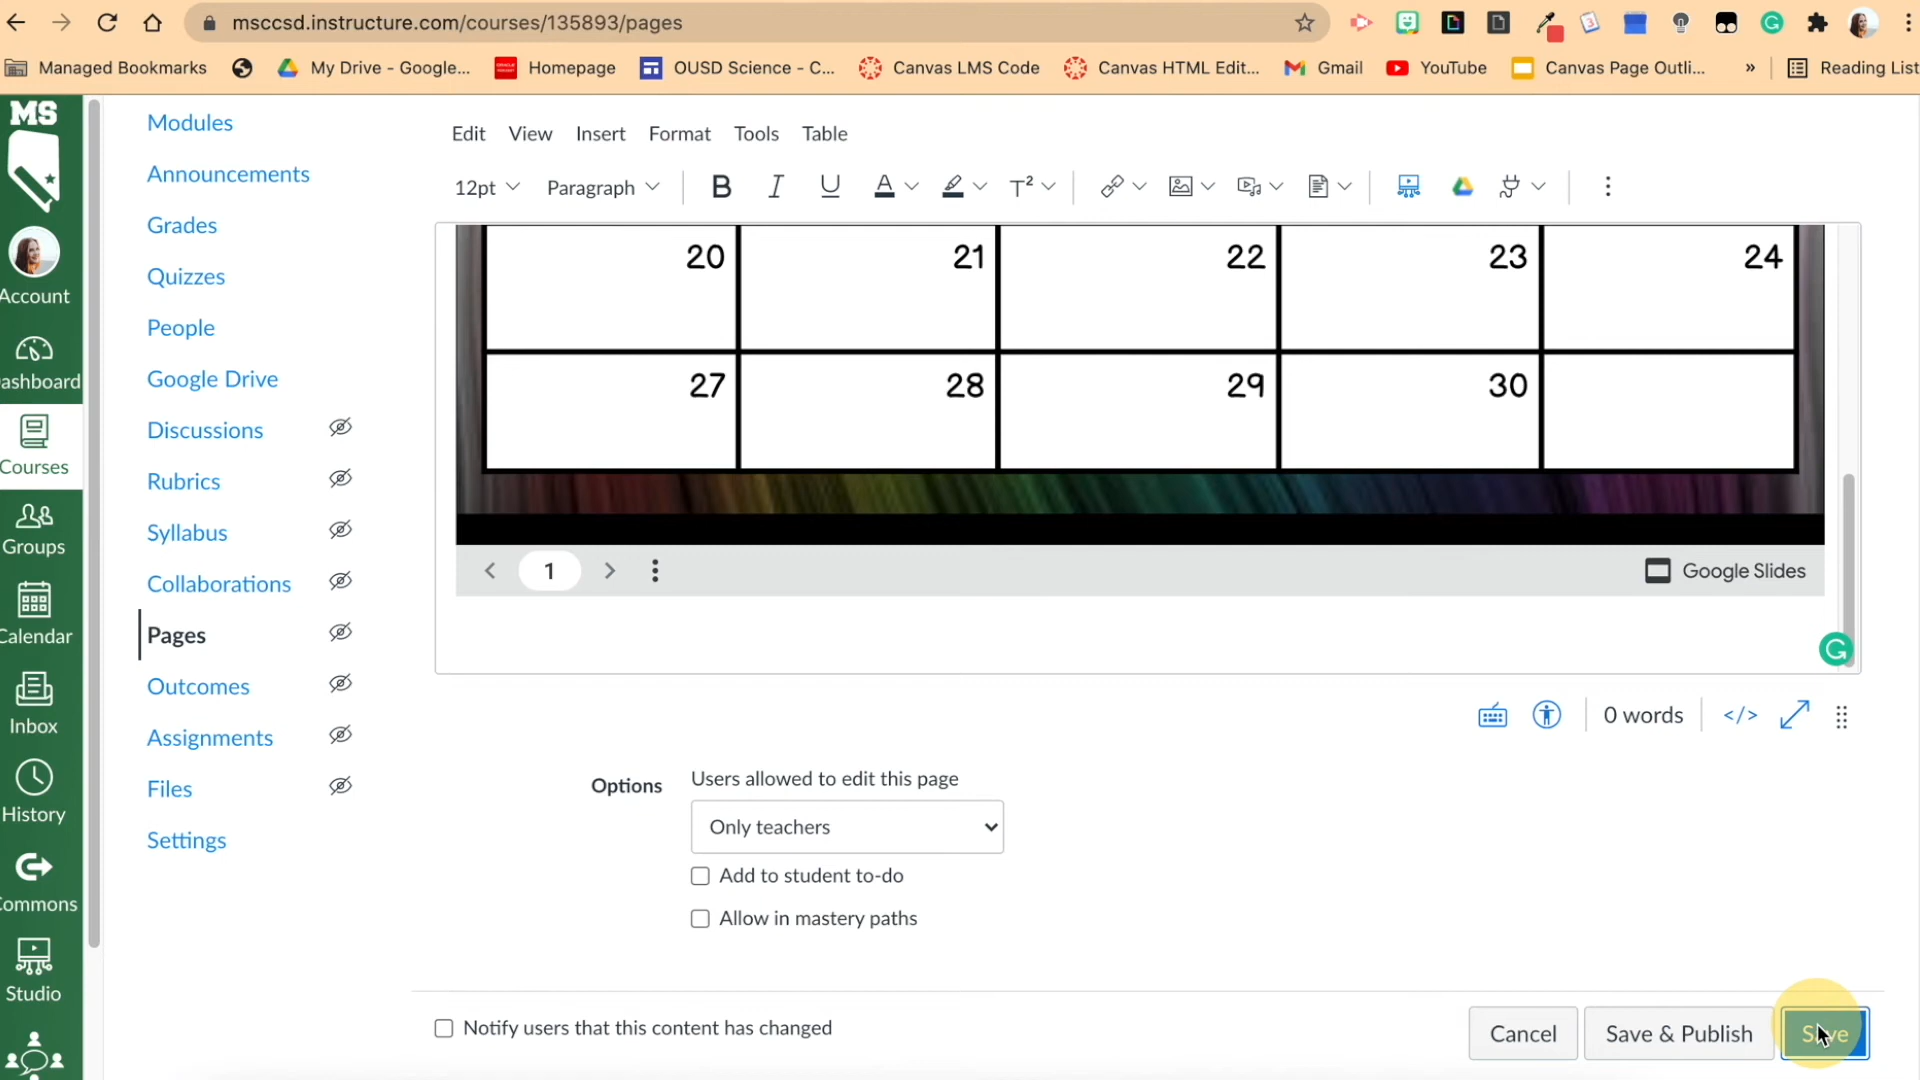 msccsd.instructure.com/courses/135893/pages
Managed Bookmarks My Drive - Google... Homepage OUSD Science - C... Canvas LMS Code Canvas HTML Edit... Gmail YouTube Canvas Page Outli... » Reading List
MS
Account
ashboard
Courses
Groups
Calendar
Inbox
History
ommons
Studio
Modules
Announcements
Grades
Quizzes
People
Google Drive
Discussions
Rubrics
Syllabus
Collaborations
Pages
Outcomes
Assignments
Files
Settings
Edit View Insert Format Tools Table
12pt Paragraph B I U A T²
20 21 22 23 24
27 28 29 30
1 Google Slides
0 words </>
Options Users allowed to edit this page
Only teachers
Add to student to-do
Allow in mastery paths
Notify users that this content has changed Cancel Save & Publish Save